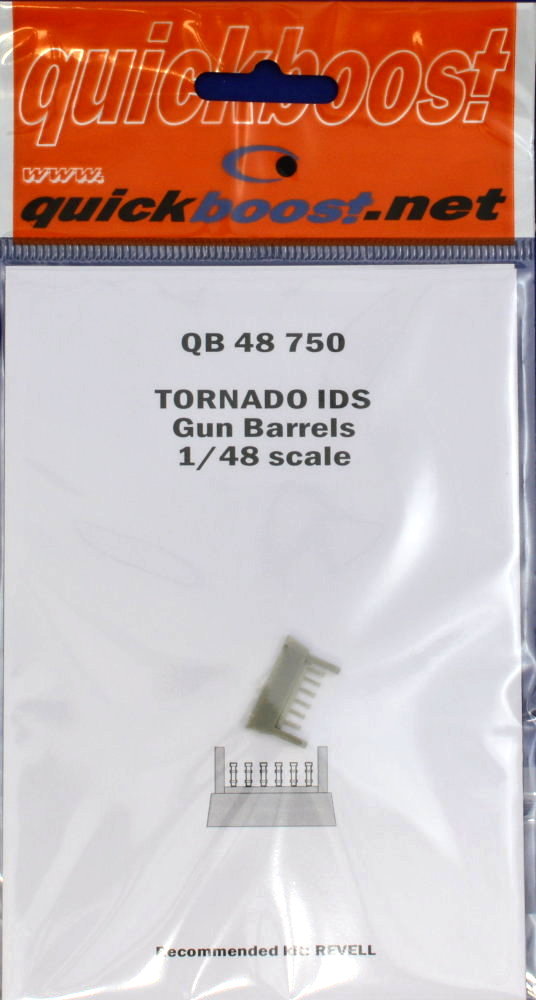 quickboost
www.
quickboost.net
QB 48 750
TORNADO IDS
Gun Barrels
1/48 scale
Recommended kit: REVELL